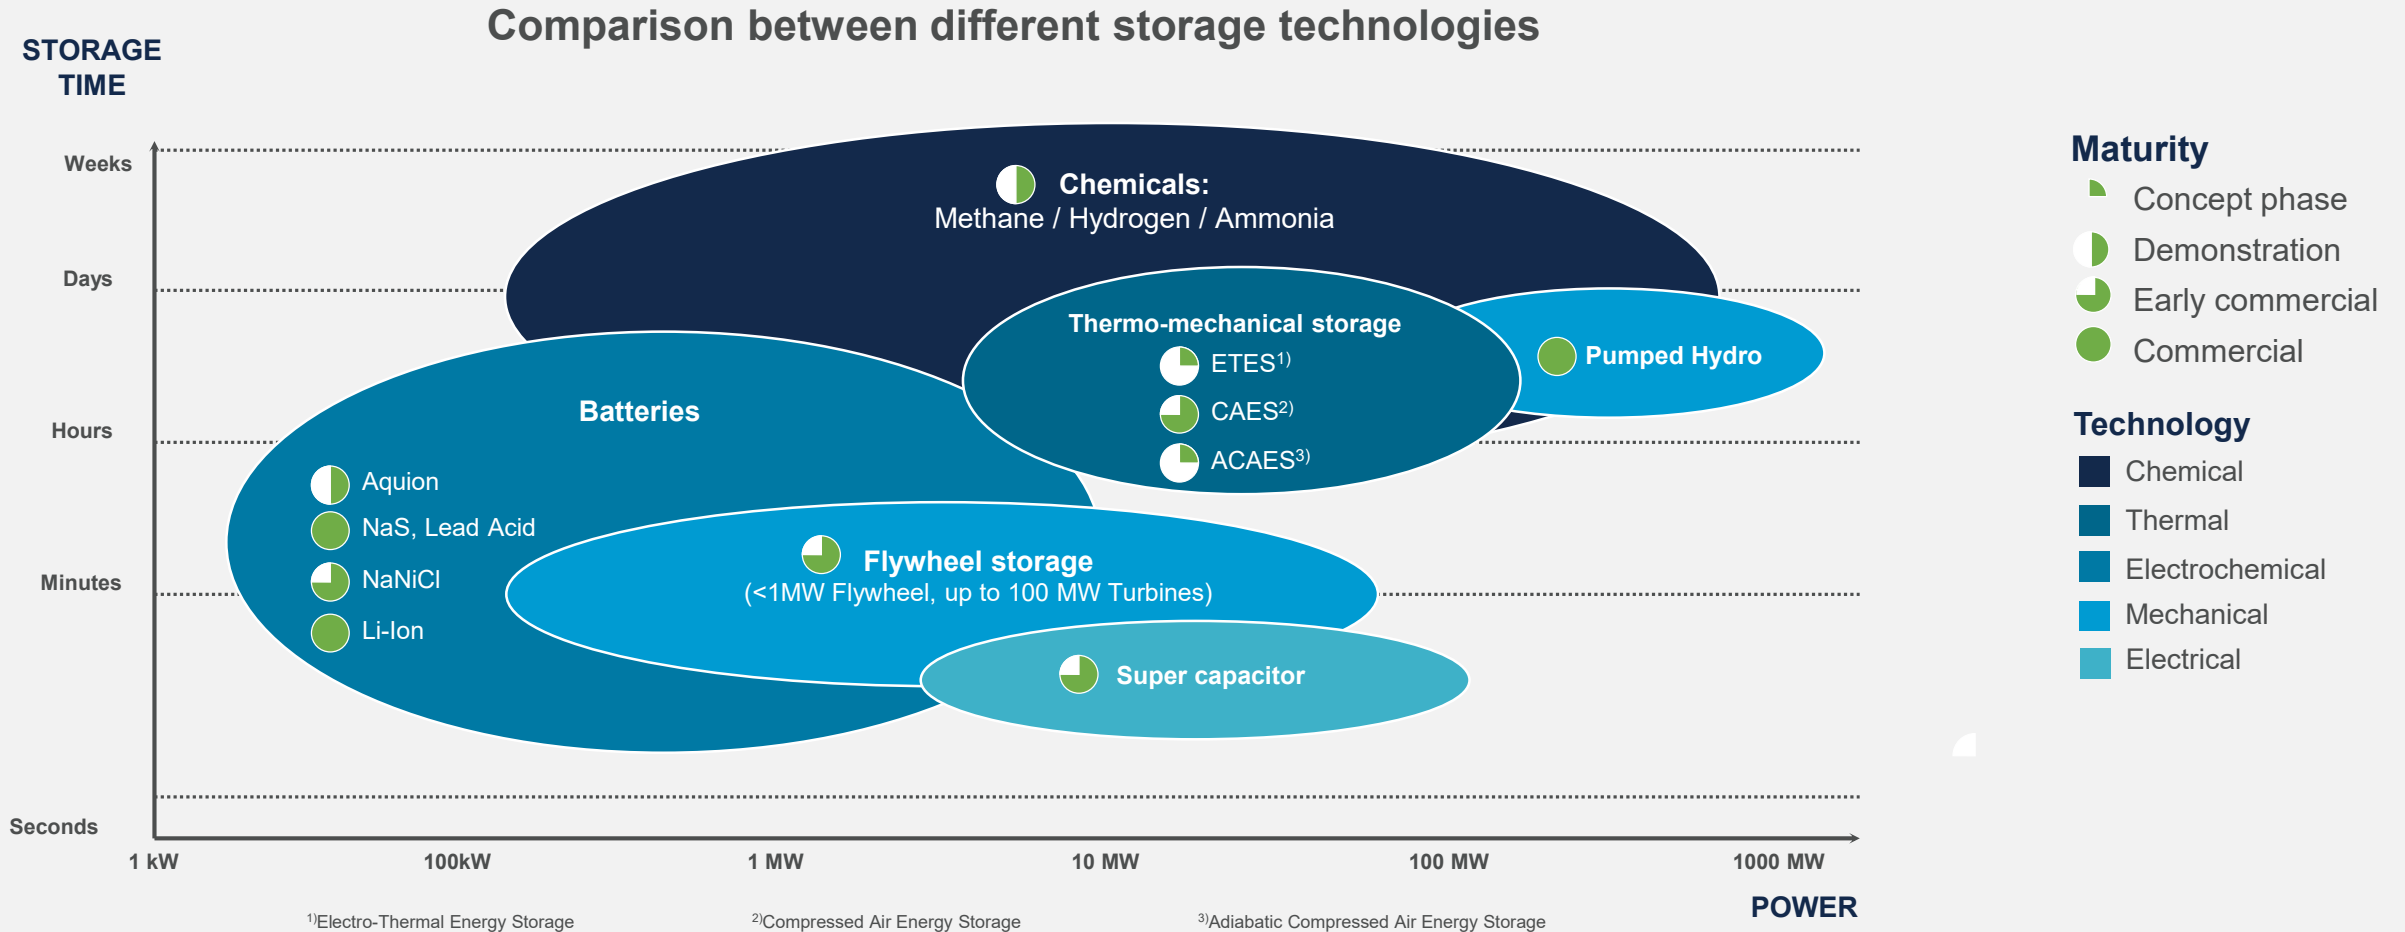 Comparison between different storage technologies
STORAGE
TIME
Weeks
Days
Hours
Minutes
Seconds
Chemicals:
Methane / Hydrogen / Ammonia
Thermo-mechanical storage
ETES1)
CAES2)
ACAES3)
Pumped Hydro
Batteries
Aquion
NaS, Lead Acid
NaNiCl
Li-Ion
Flywheel storage
(<1MW Flywheel, up to 100 MW Turbines)
Super capacitor
1 kW 100kW 1 MW 10 MW 100 MW 1000 MW
POWER
1)Electro-Thermal Energy Storage 2)Compressed Air Energy Storage 3)Adiabatic Compressed Air Energy Storage
Maturity
Concept phase
Demonstration
Early commercial
Commercial
Technology
Chemical
Thermal
Electrochemical
Mechanical
Electrical